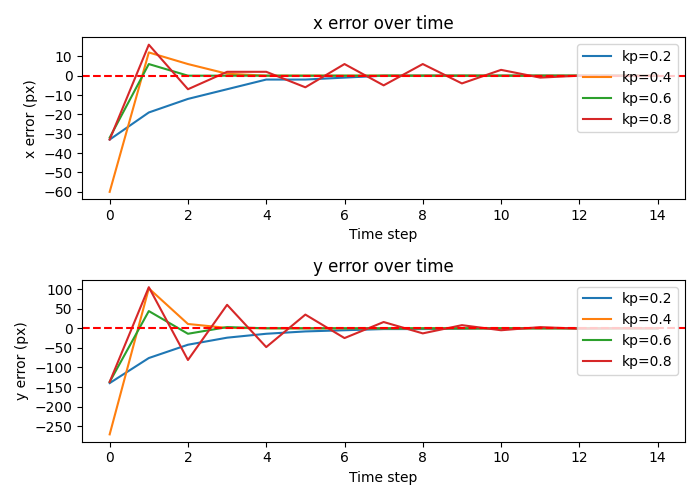 x error over time
x error (px)
10
0
−10
−20
−30
−40
−50
−60
kp=0.2
kp=0.4
kp=0.6
kp=0.8
0 2 4 6 8 10 12 14
Time step
y error over time
y error (px)
100
50
0
−50
−100
−150
−200
−250
kp=0.2
kp=0.4
kp=0.6
kp=0.8
0 2 4 6 8 10 12 14
Time step